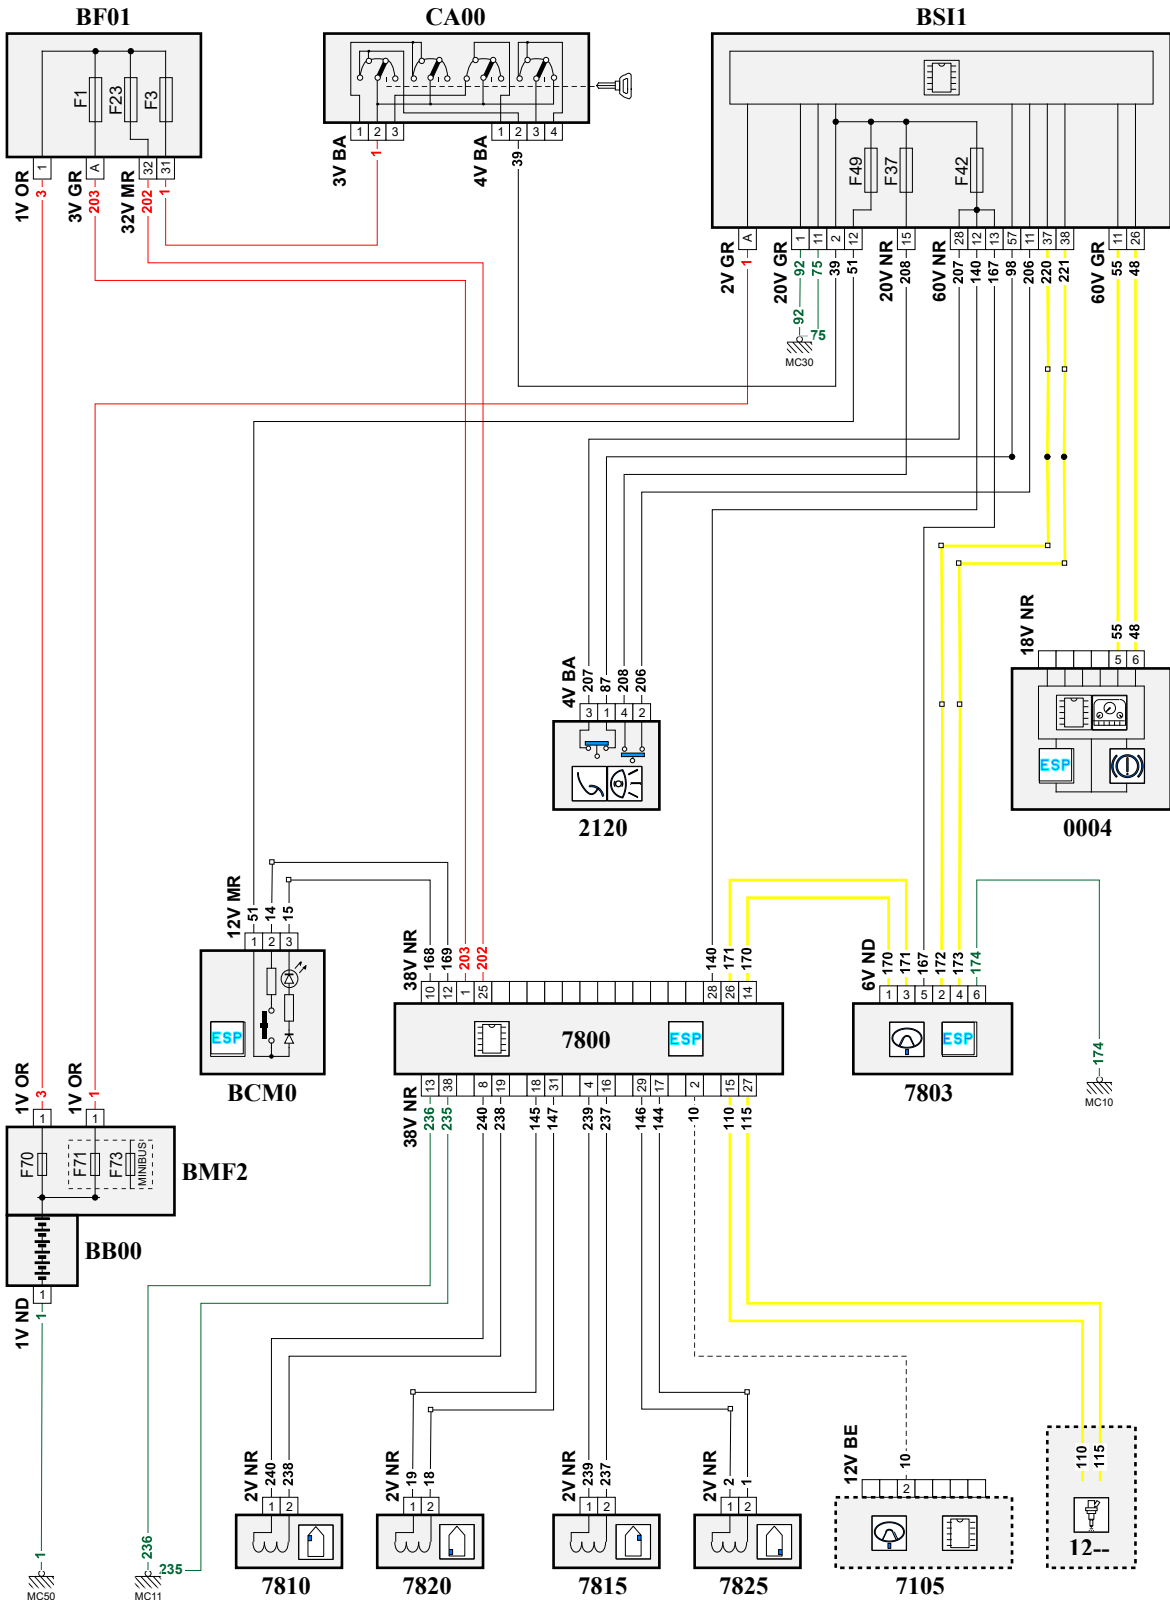 BF01 CA00 BSI1
F1 F23 F3
F49 F37 F42
1 A 32 31
1 2 3 1 2 3 4
A 1 11 2 12 15 28 12 13 57 11 37 38 11 26
1V OR 3 3V GR 203 32V MR 202 1
3V BA 1 4V BA 39
2V GR 1 20V GR 92 75 39 51 20V NR 208 60V NR 207 140 167 98 206 220 221 60V GR 55 48
92 75
MC30
18V NR 55 48
5 6
4V BA 207 87 208 206
3 1 4 2
ESP
2120 0004
12V MR 51 14 15
1 2 3
38V NR 168 169 203 202 140 171 170
10 12 1 25 28 26 14
6V ND 170 171 167 172 173 174
1 3 5 2 4 6
ESP 7800 ESP ESP
BCM0 7803
174
MC10
13 38 8 19 18 31 4 16 29 17 2 15 27
38V NR 236 235 240 238 145 147 239 237 146 144 10 110 115
1V OR 3 1V OR 1
1 1
F70 F71 F73 MINIBUS
BMF2
BB00
1
1V ND 1
2V NR 240 238 2V NR 19 18 2V NR 239 237 2V NR 2 1 12V BE 10 110 115
1 2 1 2 1 2 1 2 2
1 236 235
MC50 MC11
12--
7810 7820 7815 7825 7105